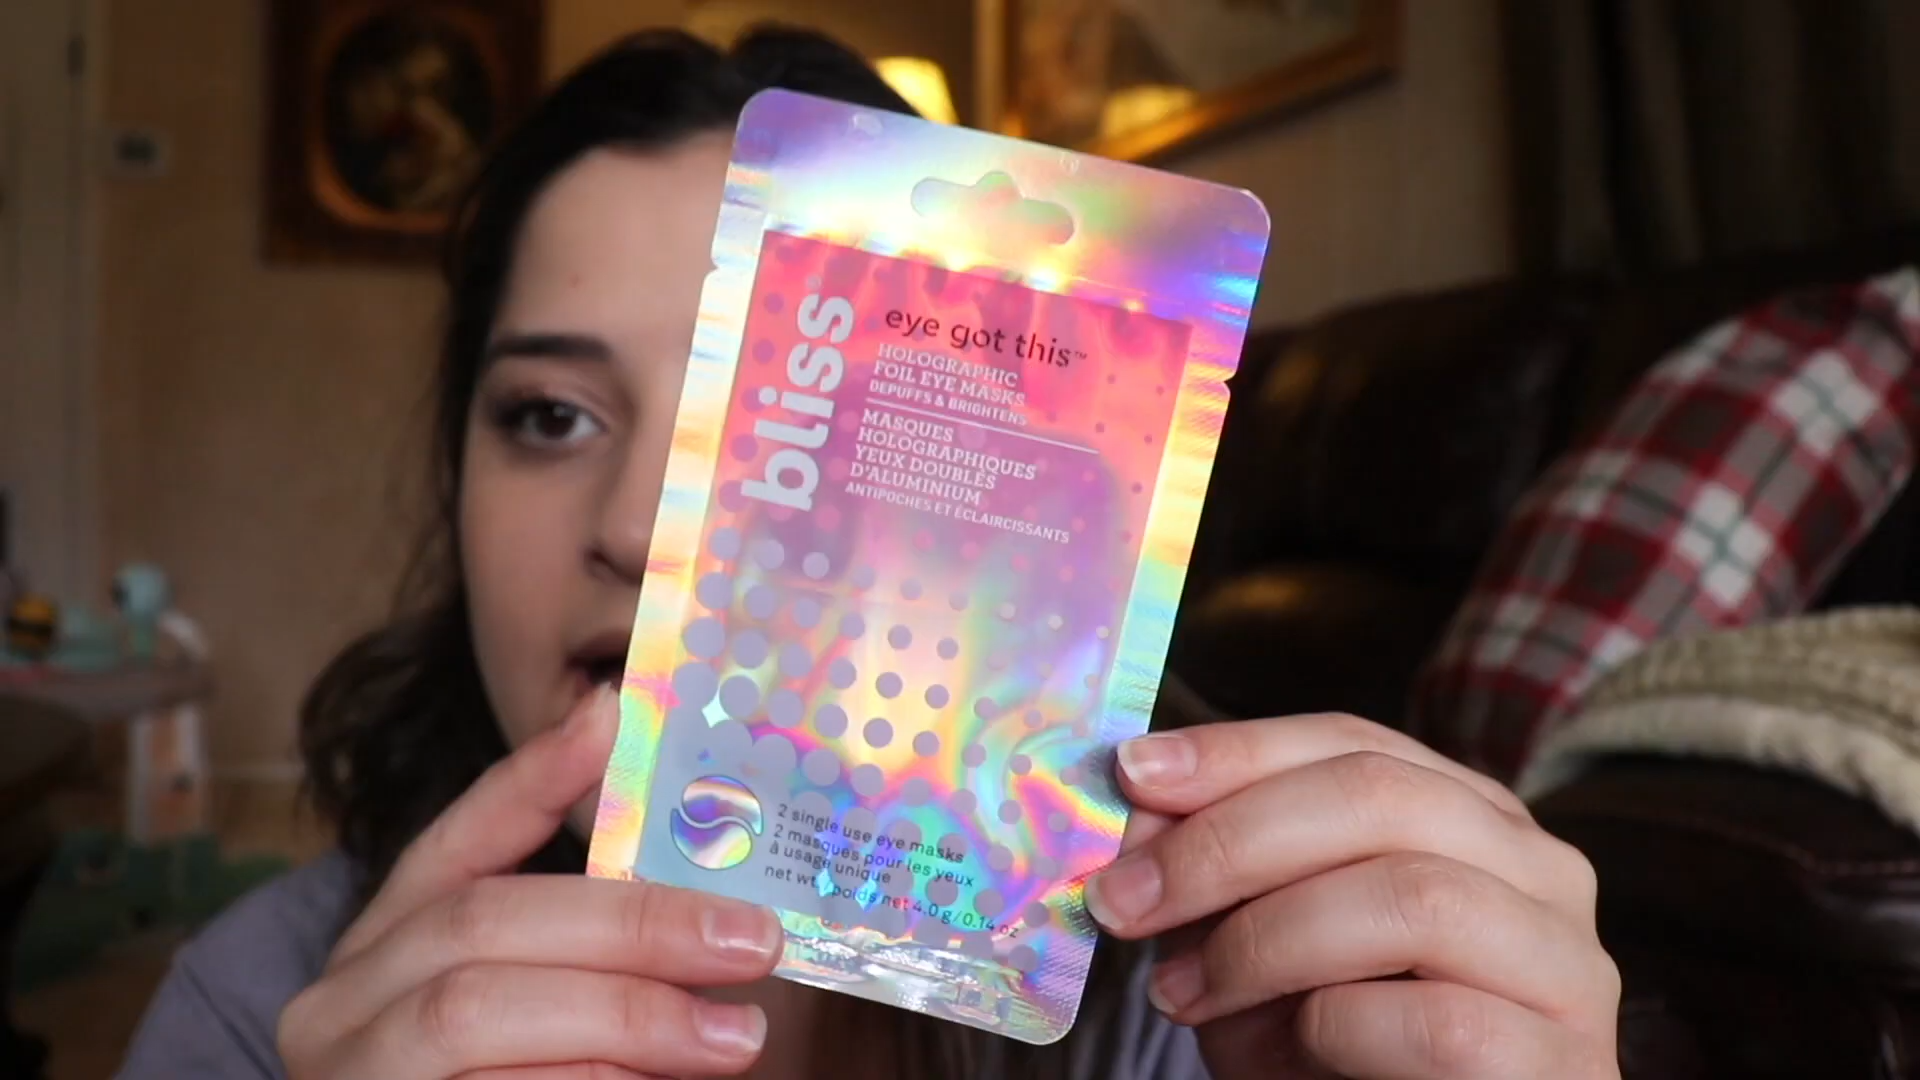 bliss®
eye got this™
HOLOGRAPHIC
FOIL EYE MASKS
DEPUFFS & BRIGHTENS
MASQUES
HOLOGRAPHIQUES
YEUX DOUBLÉS
D'ALUMINIUM
ANTIPOCHES ET ÉCLAIRCISSANTS
2 single use eye masks
2 masques pour les yeux
à usage unique
net wt./poids net 4.0 g/0.14 oz